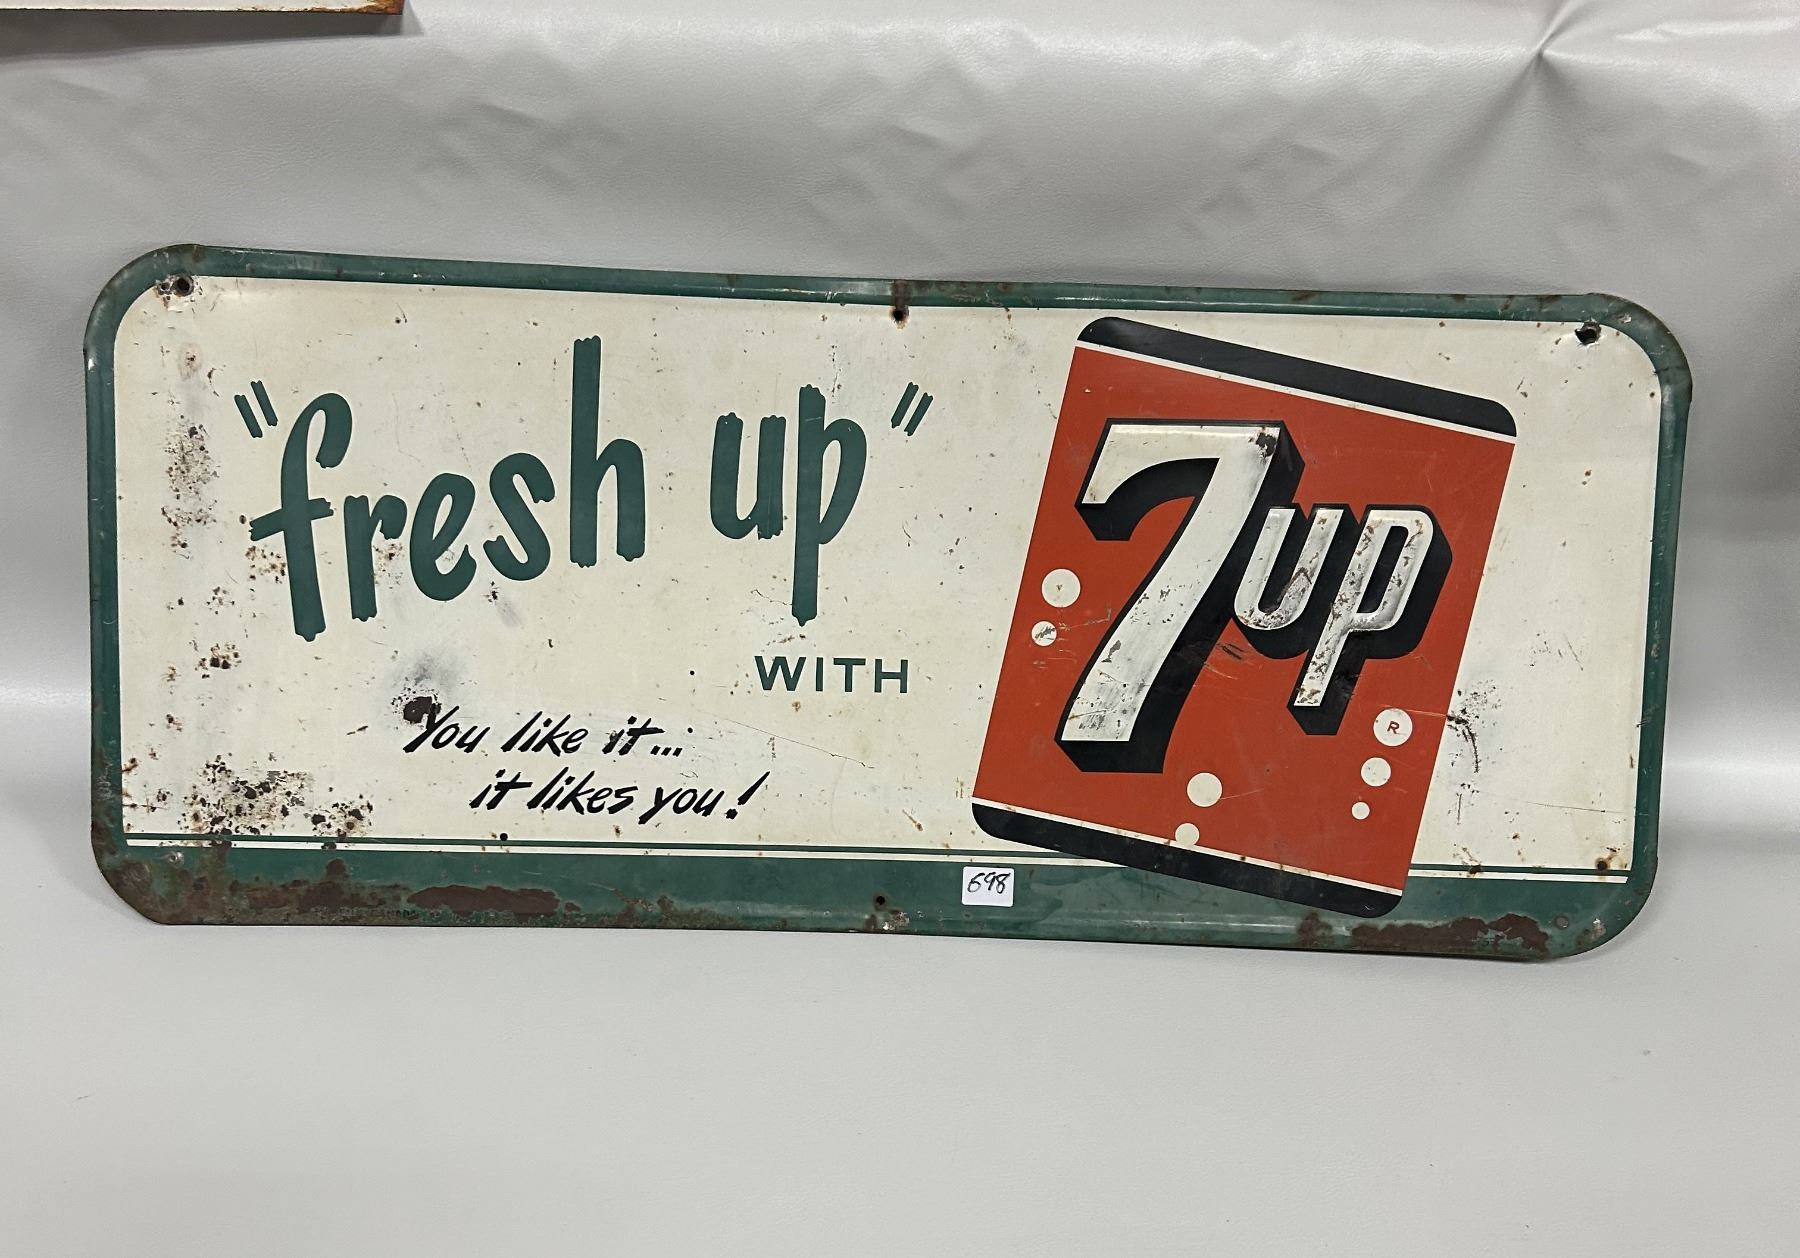 "fresh up"
WITH
You like it...
it likes you!
7up
R
698